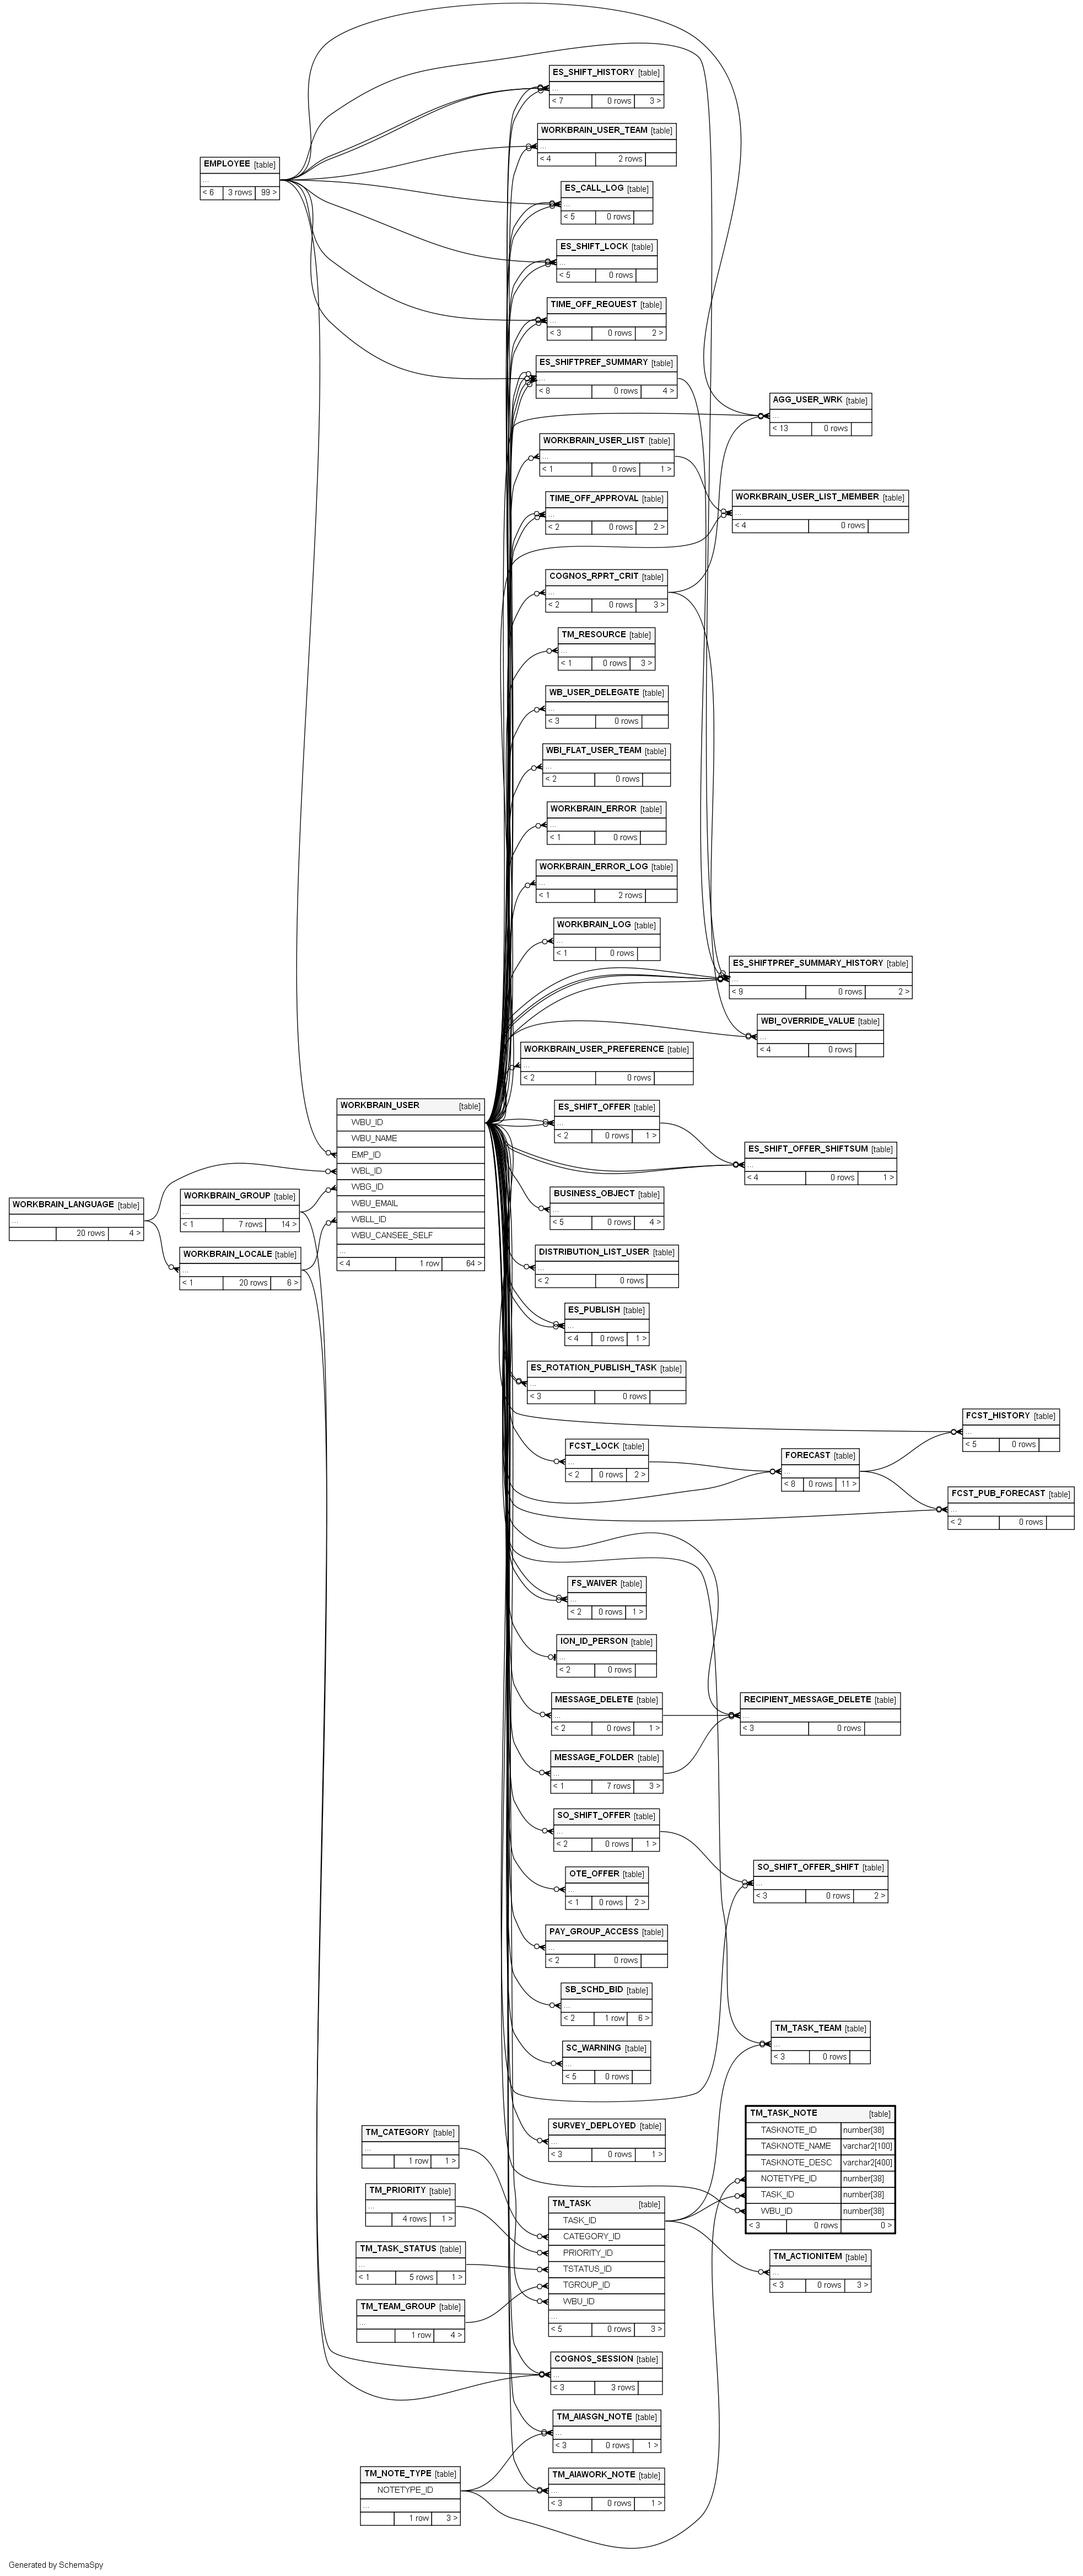 ES_SHIFT_HISTORY [table]
...
< 7 0 rows 3 >
WORKBRAIN_USER_TEAM [table]
...
< 4 2 rows
EMPLOYEE [table]
...
< 6 3 rows 99 >
ES_CALL_LOG [table]
...
< 5 0 rows
ES_SHIFT_LOCK [table]
...
< 5 0 rows
TIME_OFF_REQUEST [table]
...
< 3 0 rows 2 >
ES_SHIFTPREF_SUMMARY [table]
...
< 8 0 rows 4 >
AGG_USER_WRK [table]
...
< 13 0 rows
WORKBRAIN_USER_LIST [table]
...
< 1 0 rows 1 >
TIME_OFF_APPROVAL [table]
...
< 2 0 rows 2 >
WORKBRAIN_USER_LIST_MEMBER [table]
...
< 4 0 rows
COGNOS_RPRT_CRIT [table]
...
< 2 0 rows 3 >
TM_RESOURCE [table]
...
< 1 0 rows 3 >
WB_USER_DELEGATE [table]
...
< 3 0 rows
WBI_FLAT_USER_TEAM [table]
...
< 2 0 rows
WORKBRAIN_ERROR [table]
...
< 1 0 rows
WORKBRAIN_ERROR_LOG [table]
...
< 1 2 rows
WORKBRAIN_LOG [table]
...
< 1 0 rows
ES_SHIFTPREF_SUMMARY_HISTORY [table]
...
< 9 0 rows 2 >
WBI_OVERRIDE_VALUE [table]
...
< 4 0 rows
WORKBRAIN_USER_PREFERENCE [table]
...
< 2 0 rows
WORKBRAIN_USER [table]
WBU_ID
WBU_NAME
EMP_ID
WBL_ID
WBG_ID
WBU_EMAIL
WBLL_ID
WBU_CANSEE_SELF
...
< 4 1 row 64 >
ES_SHIFT_OFFER [table]
...
< 2 0 rows 1 >
ES_SHIFT_OFFER_SHIFTSUM [table]
...
< 4 0 rows 1 >
WORKBRAIN_LANGUAGE [table]
...
20 rows 4 >
WORKBRAIN_GROUP [table]
...
< 1 7 rows 14 >
WORKBRAIN_LOCALE [table]
...
< 1 20 rows 6 >
BUSINESS_OBJECT [table]
...
< 5 0 rows 4 >
DISTRIBUTION_LIST_USER [table]
...
< 2 0 rows
ES_PUBLISH [table]
...
< 4 0 rows 1 >
ES_ROTATION_PUBLISH_TASK [table]
...
< 3 0 rows
FCST_HISTORY [table]
...
< 5 0 rows
FCST_LOCK [table]
...
< 2 0 rows 2 >
FORECAST [table]
...
< 8 0 rows 11 >
FCST_PUB_FORECAST [table]
...
< 2 0 rows
FS_WAIVER [table]
...
< 2 0 rows 1 >
ION_ID_PERSON [table]
...
< 2 0 rows
MESSAGE_DELETE [table]
...
< 2 0 rows 1 >
RECIPIENT_MESSAGE_DELETE [table]
...
< 3 0 rows
MESSAGE_FOLDER [table]
...
< 1 7 rows 3 >
SO_SHIFT_OFFER [table]
...
< 2 0 rows 1 >
SO_SHIFT_OFFER_SHIFT [table]
...
< 3 0 rows 2 >
OTE_OFFER [table]
...
< 1 0 rows 2 >
PAY_GROUP_ACCESS [table]
...
< 2 0 rows
SB_SCHD_BID [table]
...
< 2 1 row 6 >
TM_TASK_TEAM [table]
...
< 3 0 rows
SC_WARNING [table]
...
< 5 0 rows
TM_TASK_NOTE [table]
TASKNOTE_ID number[38]
TASKNOTE_NAME varchar2[100]
TASKNOTE_DESC varchar2[400]
NOTETYPE_ID number[38]
TASK_ID number[38]
WBU_ID number[38]
< 3 0 rows 0 >
SURVEY_DEPLOYED [table]
...
< 3 0 rows 1 >
TM_CATEGORY [table]
...
1 row 1 >
TM_PRIORITY [table]
...
4 rows 1 >
TM_TASK_STATUS [table]
...
< 1 5 rows 1 >
TM_TEAM_GROUP [table]
...
1 row 4 >
TM_TASK [table]
TASK_ID
CATEGORY_ID
PRIORITY_ID
TSTATUS_ID
TGROUP_ID
WBU_ID
...
< 5 0 rows 3 >
TM_ACTIONITEM [table]
...
< 3 0 rows 3 >
COGNOS_SESSION [table]
...
< 3 3 rows
TM_AIASGN_NOTE [table]
...
< 3 0 rows 1 >
TM_NOTE_TYPE [table]
NOTETYPE_ID
...
1 row 3 >
TM_AIAWORK_NOTE [table]
...
< 3 0 rows 1 >
Generated by SchemaSpy